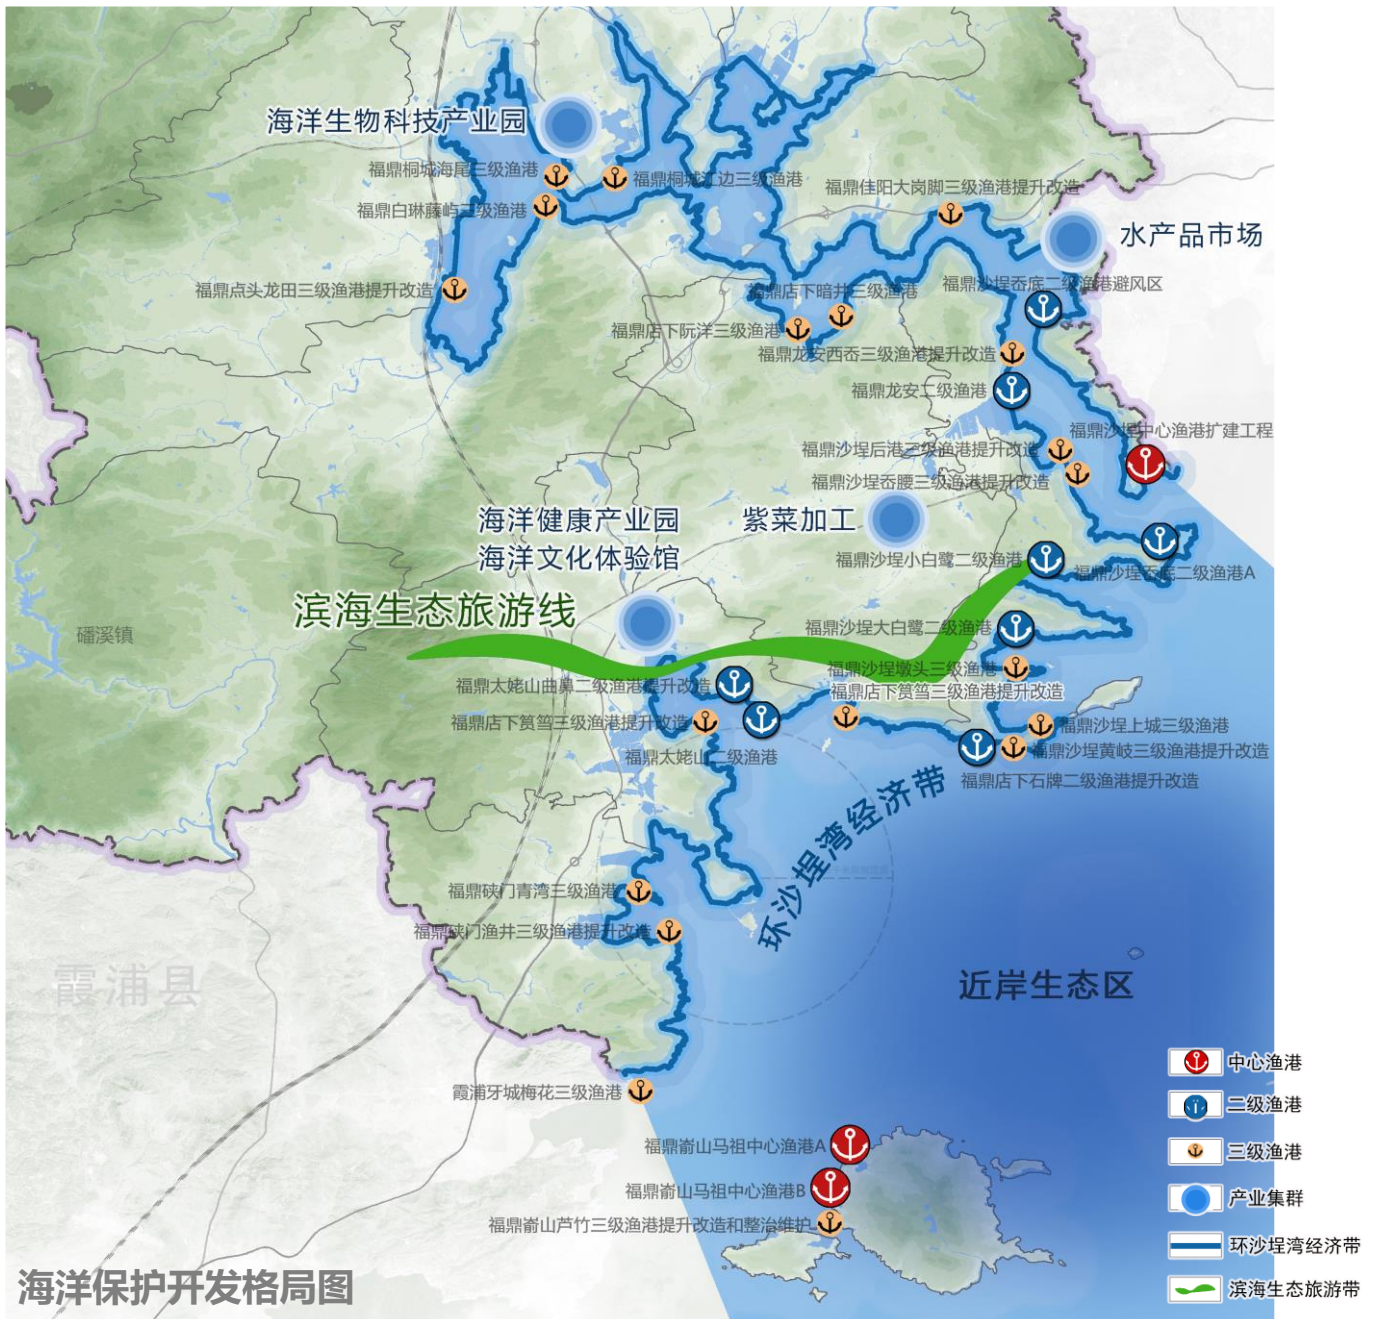 海洋生物科技产业园
福鼎桐城海尾三级渔港
福鼎桐城江边三级渔港
福鼎佳阳大岗脚三级渔港提升改造
福鼎白琳藤屿三级渔港
水产品市场
福鼎点头龙田三级渔港提升改造
福鼎店下暗井三级渔港
福鼎沙埕岙底二级渔港避风区
福鼎店下阮洋三级渔港
福鼎龙安西岙三级渔港提升改造
福鼎龙安二级渔港
福鼎沙埕中心渔港扩建工程
福鼎沙埕后港三级渔港提升改造
福鼎沙埕岙腰三级渔港提升改造
海洋健康产业园
海洋文化体验馆
紫菜加工
福鼎沙埕小白鹭二级渔港
福鼎沙埕岙底二级渔港A
滨海生态旅游线
磻溪镇
福鼎沙埕大白鹭二级渔港
福鼎沙埕墩头三级渔港
福鼎太姥山曲鼻二级渔港提升改造
福鼎店下筼筜三级渔港提升改造
福鼎店下筼筜三级渔港提升改造
福鼎沙埕上城三级渔港
福鼎太姥山二级渔港
福鼎沙埕黄岐三级渔港提升改造
福鼎店下石牌二级渔港提升改造
环沙埕湾经济带
福鼎硖门青湾三级渔港
福鼎硖门渔井三级渔港提升改造
霞浦县
近岸生态区
霞浦牙城梅花三级渔港
福鼎嵛山马祖中心渔港A
福鼎嵛山马祖中心渔港B
福鼎嵛山芦竹三级渔港提升改造和整治维护
中心渔港
二级渔港
三级渔港
产业集群
环沙埕湾经济带
滨海生态旅游带
海洋保护开发格局图